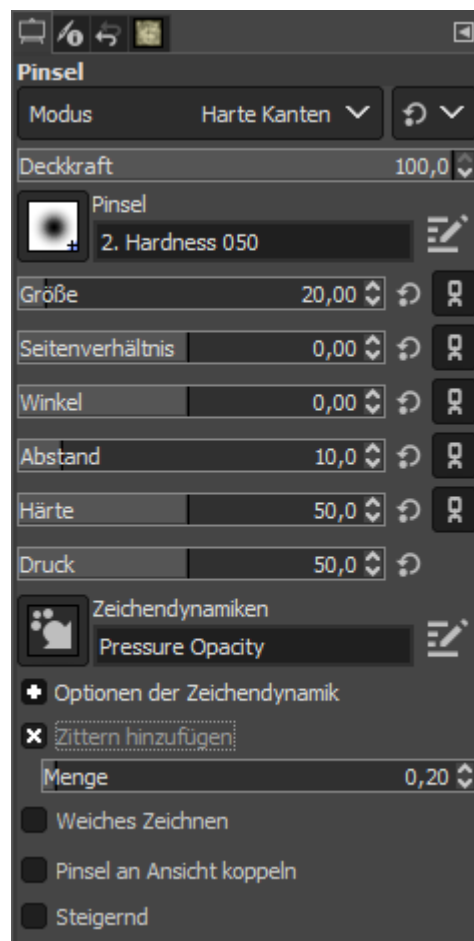 Pinsel
Modus Harte Kanten
Deckkraft 100,0
Pinsel
2. Hardness 050
Größe 20,00
Seitenverhältnis 0,00
Winkel 0,00
Abstand 10,0
Härte 50,0
Druck 50,0
Zeichendynamiken
Pressure Opacity
Optionen der Zeichendynamik
Zittern hinzufügen
Menge 0,20
Weiches Zeichnen
Pinsel an Ansicht koppeln
Steigernd